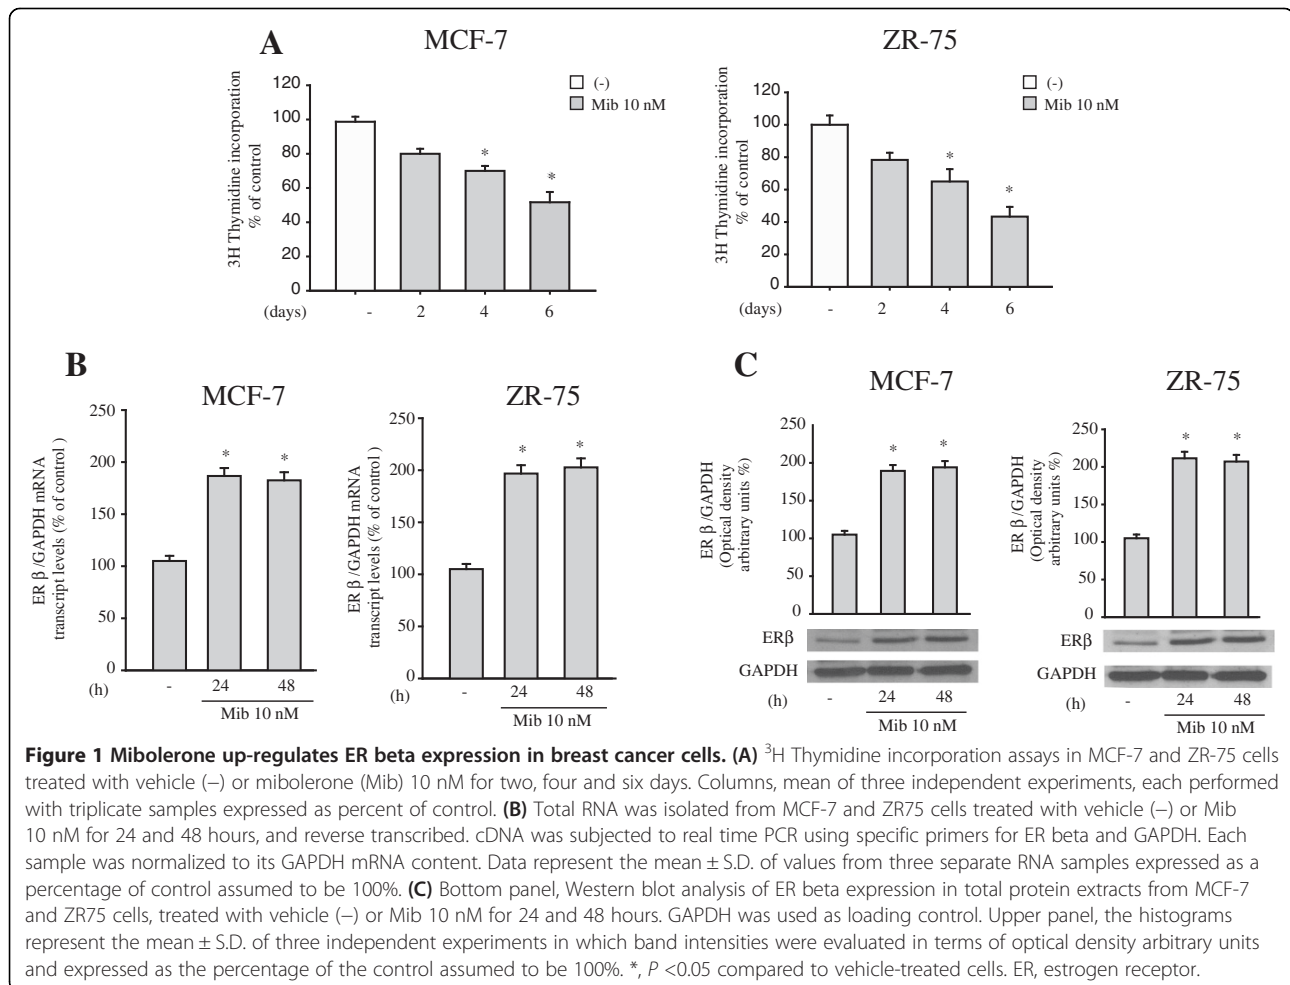 A
MCF-7
ZR-75
(-)
Mib 10 nM
3H Thymidine incorporation
% of control
120
100
80
60
40
20
0
*
*
(days)
-
2
4
6
(-)
Mib 10 nM
3H Thymidine incorporation
% of control
120
100
80
60
40
20
0
*
*
(days)
-
2
4
6
B
MCF-7
ER β /GAPDH mRNA
transcript levels (% of control )
250
200
150
100
50
0
*
*
(h)
-
24
48
Mib 10 nM
ZR-75
ER β /GAPDH mRNA
transcript levels (% of control )
250
200
150
100
50
0
*
*
(h)
-
24
48
Mib 10 nM
C
MCF-7
ER β /GAPDH
(Optical density
arbitrary units %)
250
200
150
100
50
0
*
*
ERβ
GAPDH
(h)
-
24
48
Mib 10 nM
ZR-75
ER β /GAPDH
(Optical density
arbitrary units %)
250
200
150
100
50
0
*
*
ERβ
GAPDH
(h)
-
24
48
Mib 10 nM
Figure 1 Mibolerone up-regulates ER beta expression in breast cancer cells. (A) ³H Thymidine incorporation assays in MCF-7 and ZR-75 cells
treated with vehicle (−) or mibolerone (Mib) 10 nM for two, four and six days. Columns, mean of three independent experiments, each performed
with triplicate samples expressed as percent of control. (B) Total RNA was isolated from MCF-7 and ZR75 cells treated with vehicle (−) or Mib
10 nM for 24 and 48 hours, and reverse transcribed. cDNA was subjected to real time PCR using specific primers for ER beta and GAPDH. Each
sample was normalized to its GAPDH mRNA content. Data represent the mean ± S.D. of values from three separate RNA samples expressed as a
percentage of control assumed to be 100%. (C) Bottom panel, Western blot analysis of ER beta expression in total protein extracts from MCF-7
and ZR75 cells, treated with vehicle (−) or Mib 10 nM for 24 and 48 hours. GAPDH was used as loading control. Upper panel, the histograms
represent the mean ± S.D. of three independent experiments in which band intensities were evaluated in terms of optical density arbitrary units
and expressed as the percentage of the control assumed to be 100%. *, P <0.05 compared to vehicle-treated cells. ER, estrogen receptor.